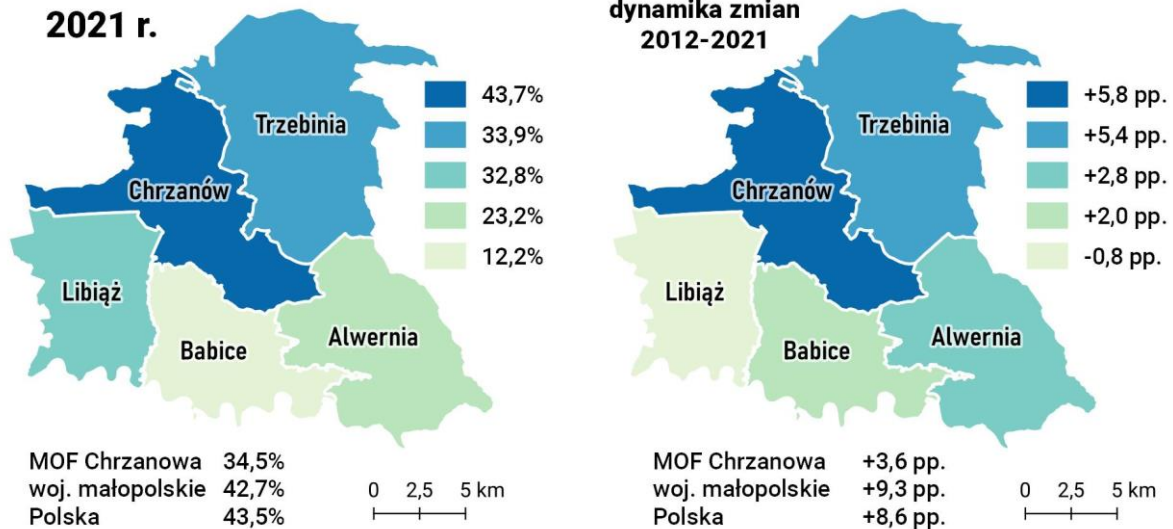 2021 r.
43,7%
33,9%
32,8%
23,2%
12,2%
Trzebinia
Chrzanów
Libiąż
Babice
Alwernia
MOF Chrzanowa 34,5%
woj. małopolskie 42,7%
Polska 43,5%
0 2,5 5 km
dynamika zmian
2012-2021
+5,8 pp.
+5,4 pp.
+2,8 pp.
+2,0 pp.
-0,8 pp.
Trzebinia
Chrzanów
Libiąż
Babice
Alwernia
MOF Chrzanowa +3,6 pp.
woj. małopolskie +9,3 pp.
Polska +8,6 pp.
0 2,5 5 km